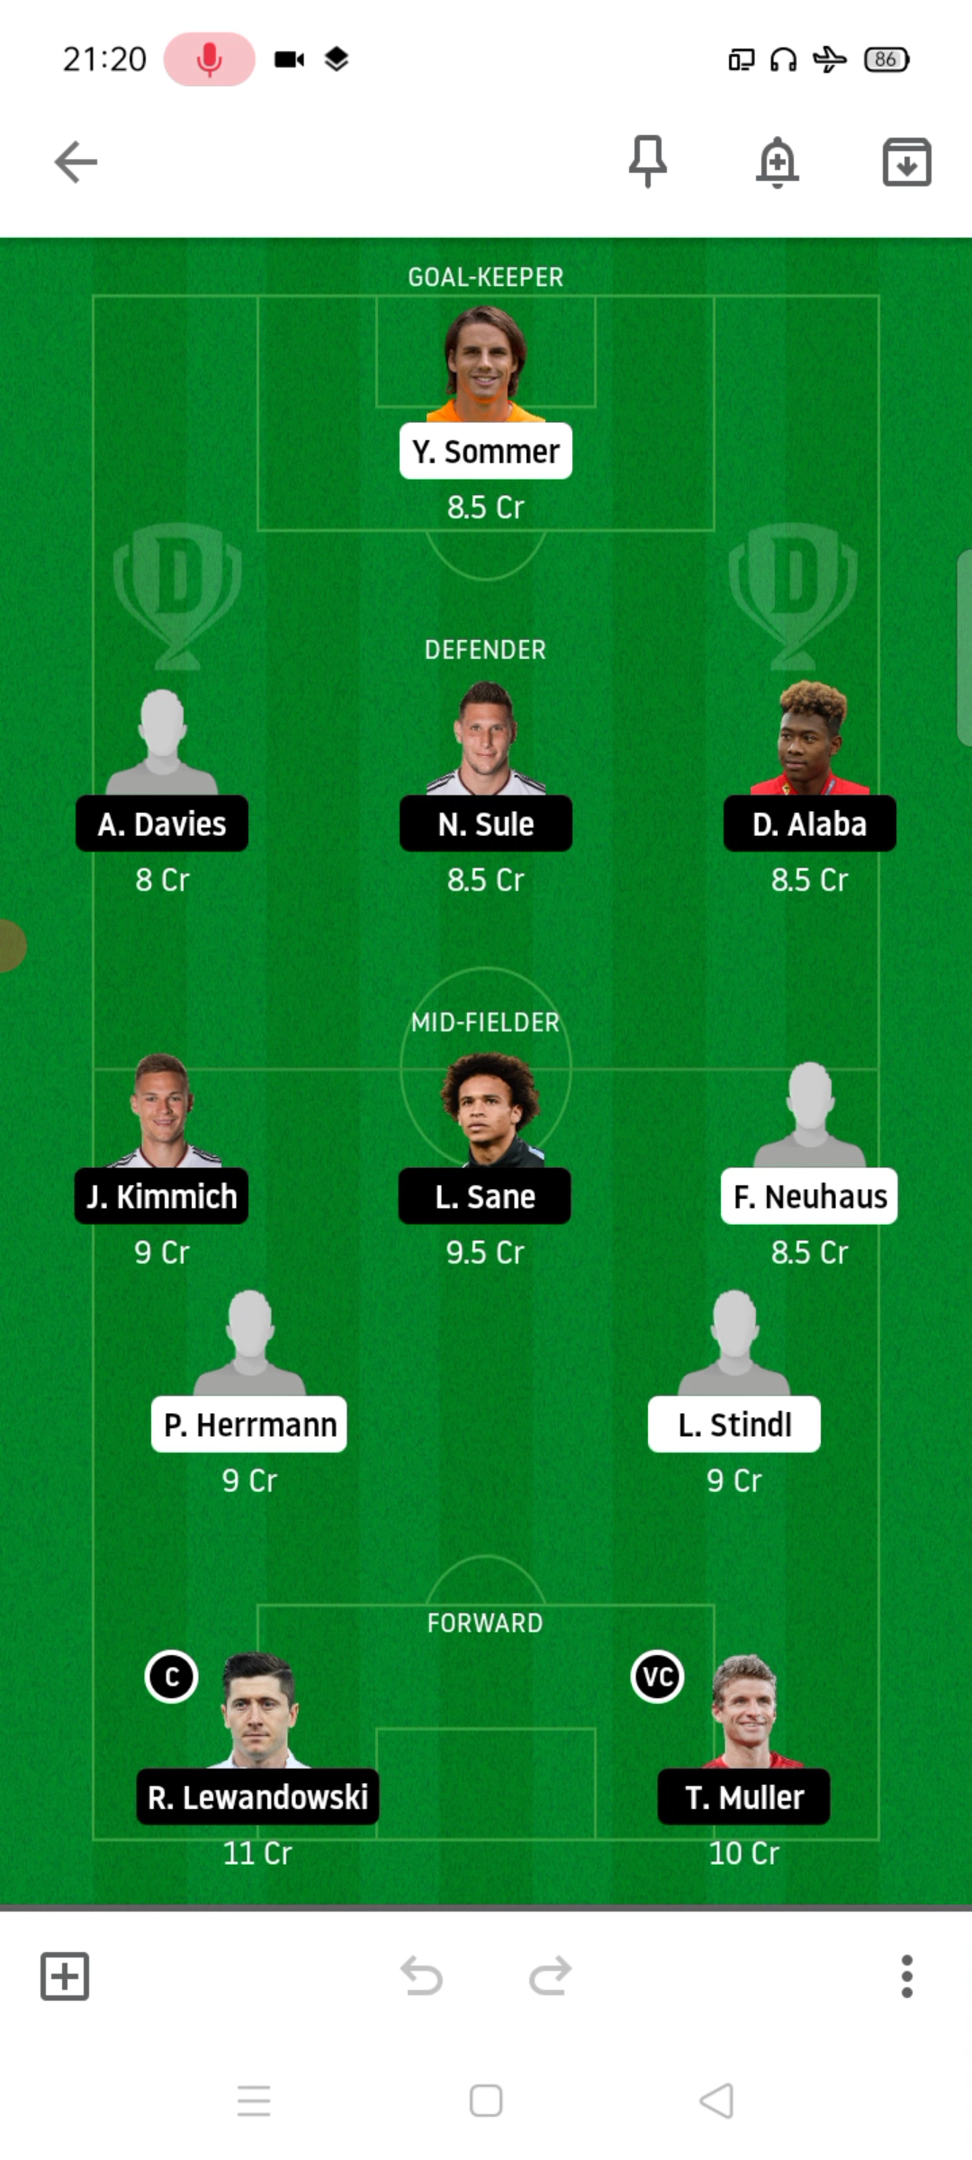 21:20
86
GOAL-KEEPER
Y. Sommer
8.5 Cr
D
D
DEFENDER
A. Davies
N. Sule
D. Alaba
8 Cr
8.5 Cr
8.5 Cr
MID-FIELDER
J. Kimmich
L. Sane
F. Neuhaus
9 Cr
9.5 Cr
8.5 Cr
P. Herrmann
L. Stindl
9 Cr
9 Cr
FORWARD
C
VC
R. Lewandowski
T. Muller
11 Cr
10 Cr